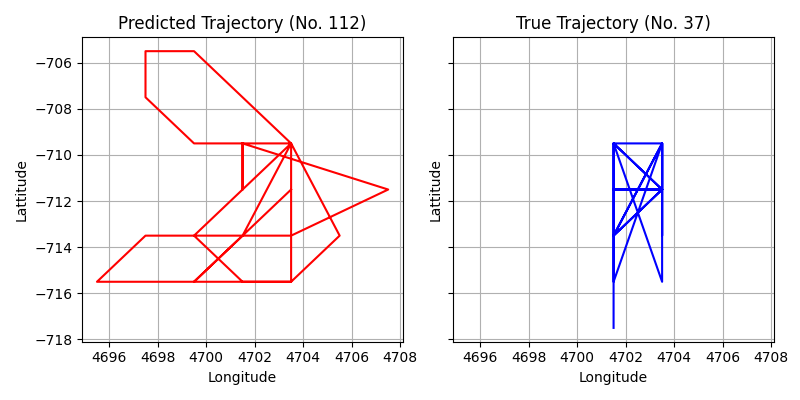 Predicted Trajectory (No. 112)
True Trajectory (No. 37)
−706
−708
−710
−712
−714
−716
−718
4696 4698 4700 4702 4704 4706 4708
4696 4698 4700 4702 4704 4706 4708
Longitude
Longitude
Lattitude
Lattitude